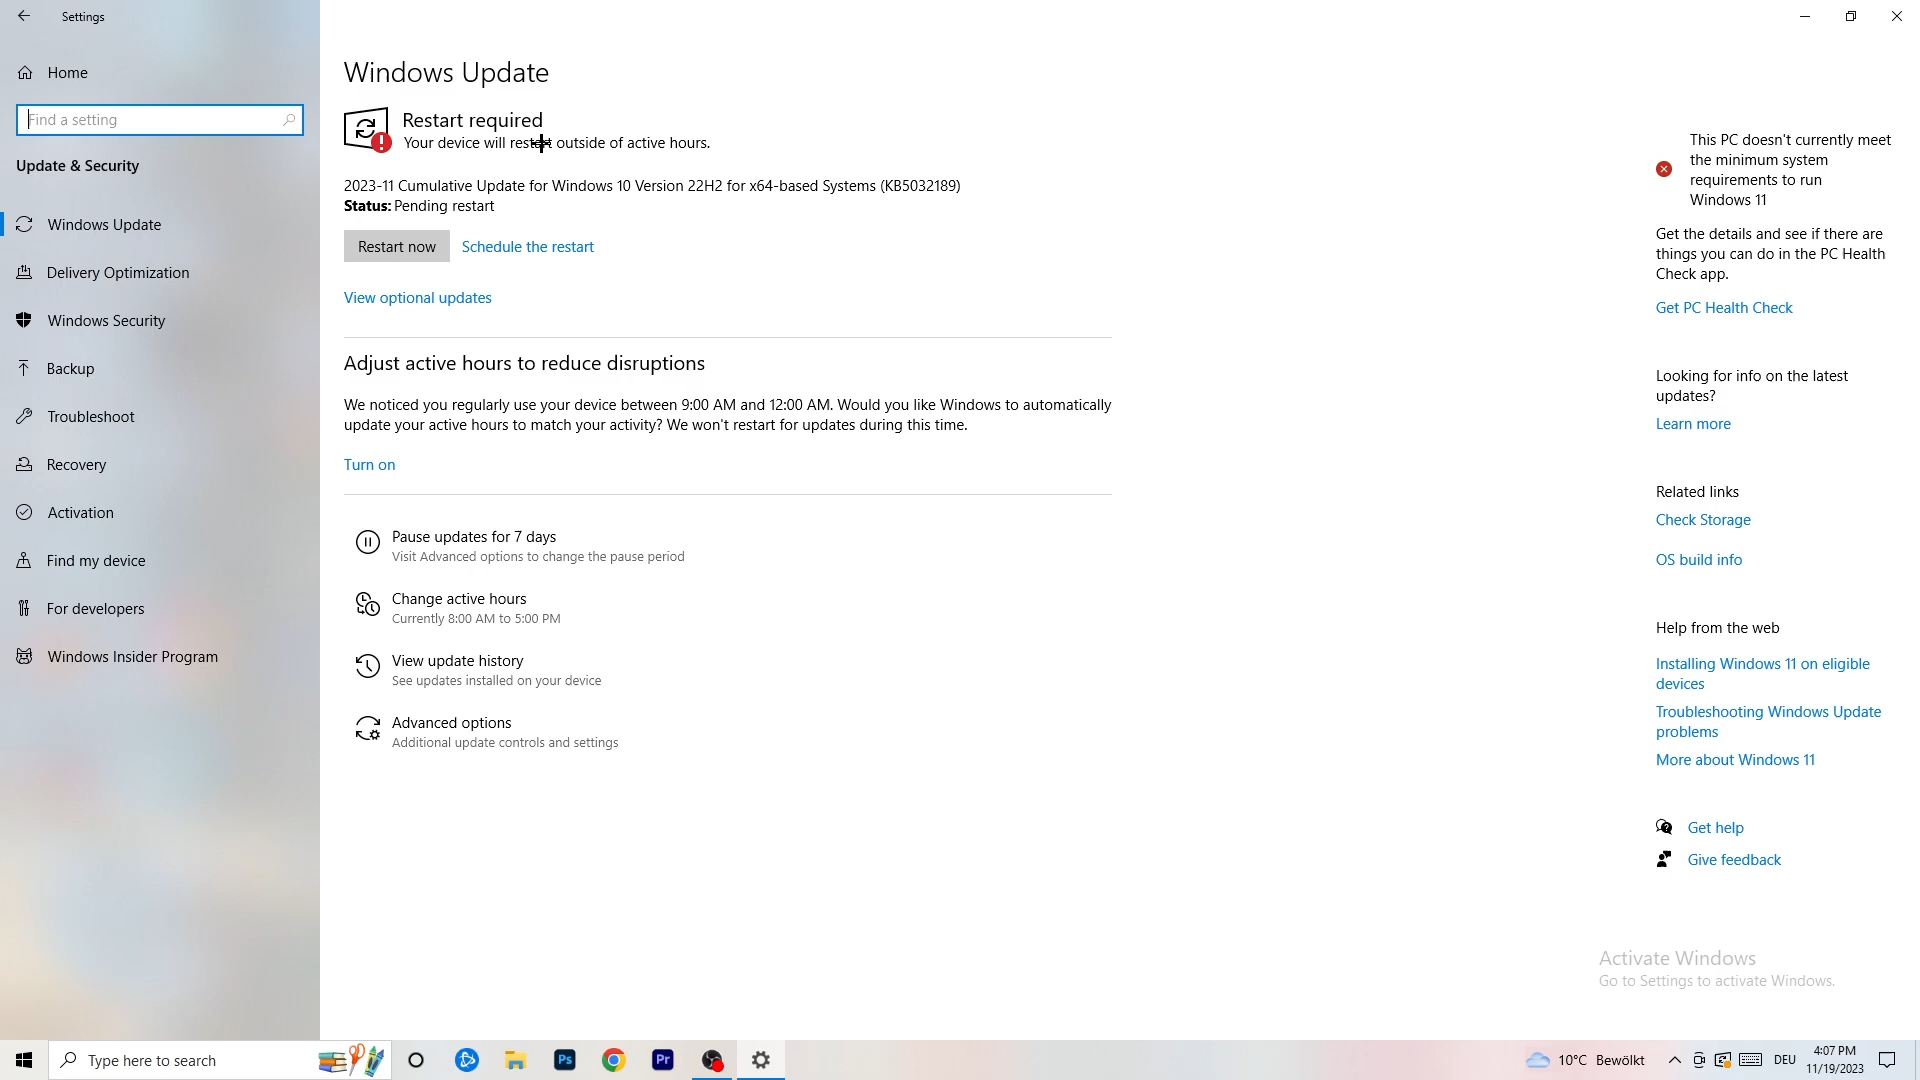 Settings
Home
Find a setting
Update & Security
Windows Update
Delivery Optimization
Windows Security
Backup
Troubleshoot
Recovery
Activation
Find my device
For developers
Windows Insider Program
Windows Update
Restart required
Your device will restart outside of active hours.
2023-11 Cumulative Update for Windows 10 Version 22H2 for x64-based Systems (KB5032189)
Status: Pending restart
Restart now Schedule the restart
View optional updates
Adjust active hours to reduce disruptions
We noticed you regularly use your device between 9:00 AM and 12:00 AM. Would you like Windows to automatically
update your active hours to match your activity? We won't restart for updates during this time.
Turn on
Pause updates for 7 days
Visit Advanced options to change the pause period
Change active hours
Currently 8:00 AM to 5:00 PM
View update history
See updates installed on your device
Advanced options
Additional update controls and settings
This PC doesn't currently meet
the minimum system
requirements to run
Windows 11
Get the details and see if there are
things you can do in the PC Health
Check app.
Get PC Health Check
Looking for info on the latest
updates?
Learn more
Related links
Check Storage
OS build info
Help from the web
Installing Windows 11 on eligible
devices
Troubleshooting Windows Update
problems
More about Windows 11
Get help
Give feedback
Activate Windows
Go to Settings to activate Windows.
Type here to search
Ps
Pr
10°C Bewölkt
DEU
4:07 PM
11/19/2023